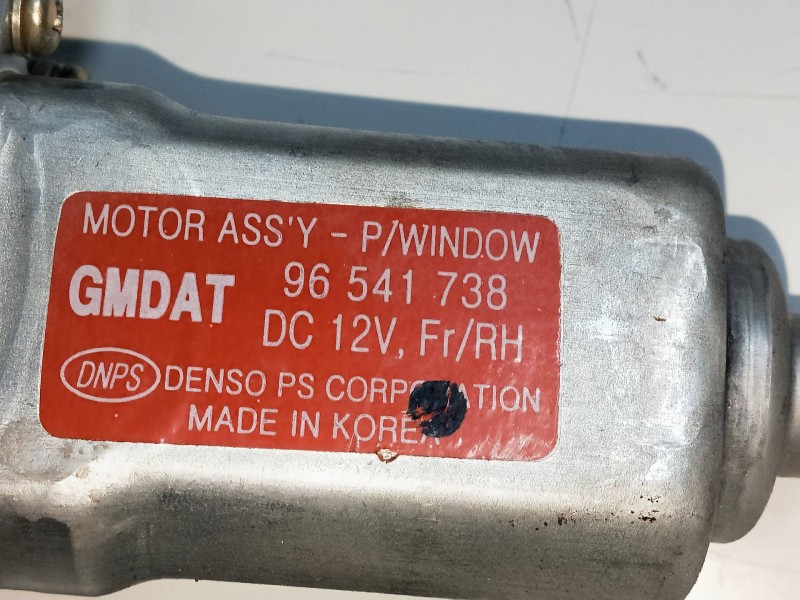 MOTOR ASS'Y - P/WINDOW
GMDAT 96 541 738
DC 12V, Fr/RH
DNPS DENSO PS CORPORATION
MADE IN KOREA